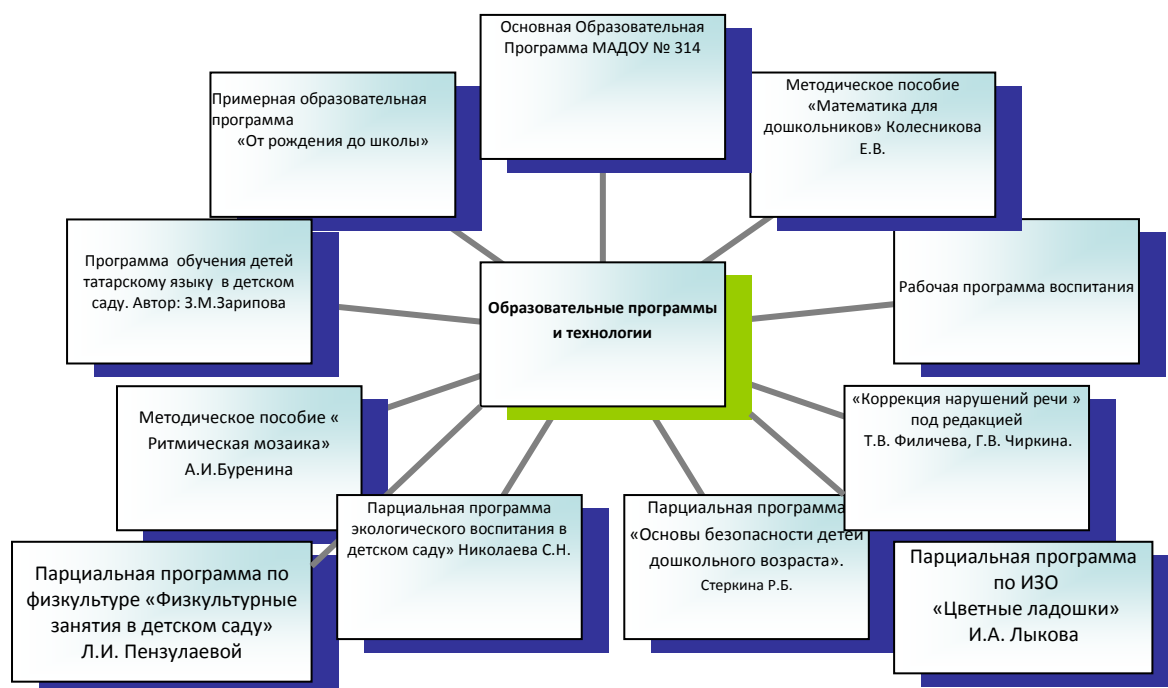 Основная Образовательная
Программа МАДОУ № 314
Примерная образовательная
программа
«От рождения до школы»
Методическое пособие
«Математика для
дошкольников» Колесникова
Е.В.
Программа обучения детей
татарскому языку в детском
саду. Автор: З.М.Зарипова
Образовательные программы
и технологии
Рабочая программа воспитания
Методическое пособие «
Ритмическая мозаика»
А.И.Буренина
«Коррекция нарушений речи »
под редакцией
Т.В. Филичева, Г.В. Чиркина.
Парциальная программа
экологического воспитания в
детском саду» Николаева С.Н.
Парциальная программа
«Основы безопасности детей
дошкольного возраста».
Стеркина Р.Б.
Парциальная программа по
физкультуре «Физкультурные
занятия в детском саду»
Л.И. Пензулаевой
Парциальная программа
по ИЗО
«Цветные ладошки»
И.А. Лыкова